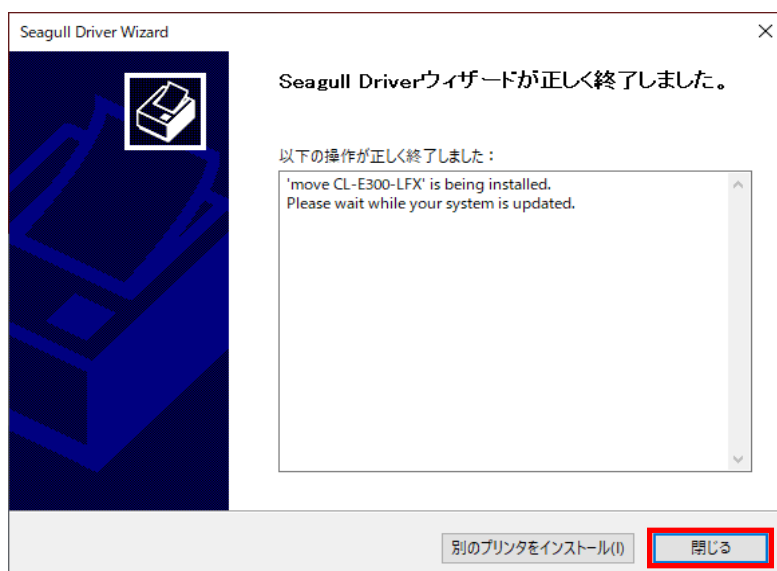 Seagull Driver Wizard
Seagull Driverウィザードが正しく終了しました。
以下の操作が正しく終了しました：
'move CL-E300-LFX' is being installed.
Please wait while your system is updated.
別のプリンタをインストール(I)
閉じる